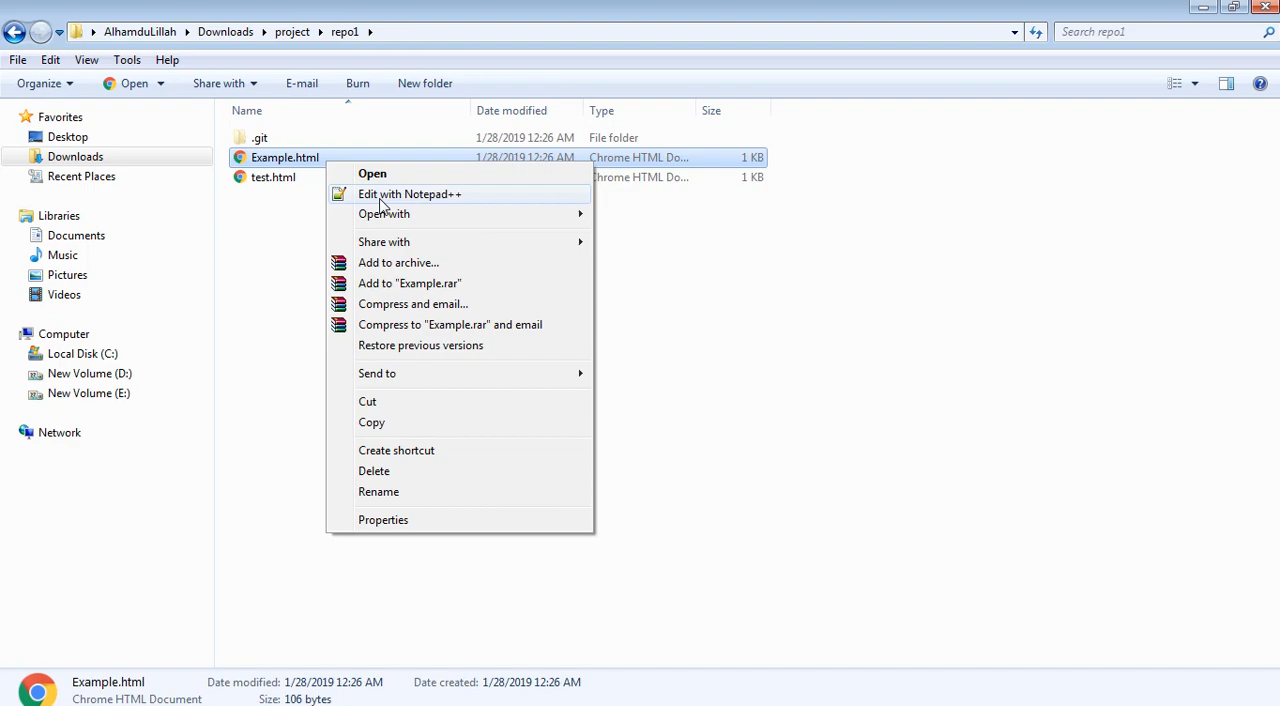 AlhamduLillah Downloads project repo1 Search repo1
File Edit View Tools Help
Organize Open Share with E-mail Burn New folder
Name Date modified Type Size
Favorites
Desktop
Downloads
Recent Places
Libraries
Documents
Music
Pictures
Videos
Computer
Local Disk (C:)
New Volume (D:)
New Volume (E:)
Network
.git 1/28/2019 12:26 AM File folder
Example.html 1/28/2019 12:26 AM Chrome HTML Do... 1 KB
test.html Chrome HTML Do... 1 KB
Open
Edit with Notepad++
Open with
Share with
Add to archive...
Add to "Example.rar"
Compress and email...
Compress to "Example.rar" and email
Restore previous versions
Send to
Cut
Copy
Create shortcut
Delete
Rename
Properties
Example.html Date modified: 1/28/2019 12:26 AM Date created: 1/28/2019 12:26 AM
Chrome HTML Document Size: 106 bytes